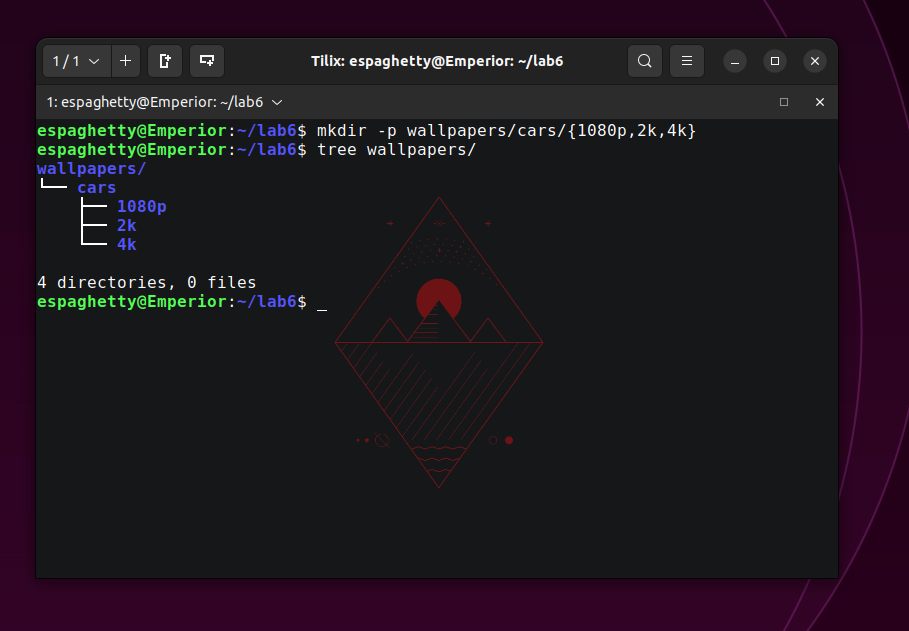 1 / 1
Tilix: espaghetty@Emperior: ~/lab6
1: espaghetty@Emperior: ~/lab6
espaghetty@Emperior:~/lab6$ mkdir -p wallpapers/cars/{1080p,2k,4k}
espaghetty@Emperior:~/lab6$ tree wallpapers/
wallpapers/
└── cars
    ├── 1080p
    ├── 2k
    └── 4k
4 directories, 0 files
espaghetty@Emperior:~/lab6$ _